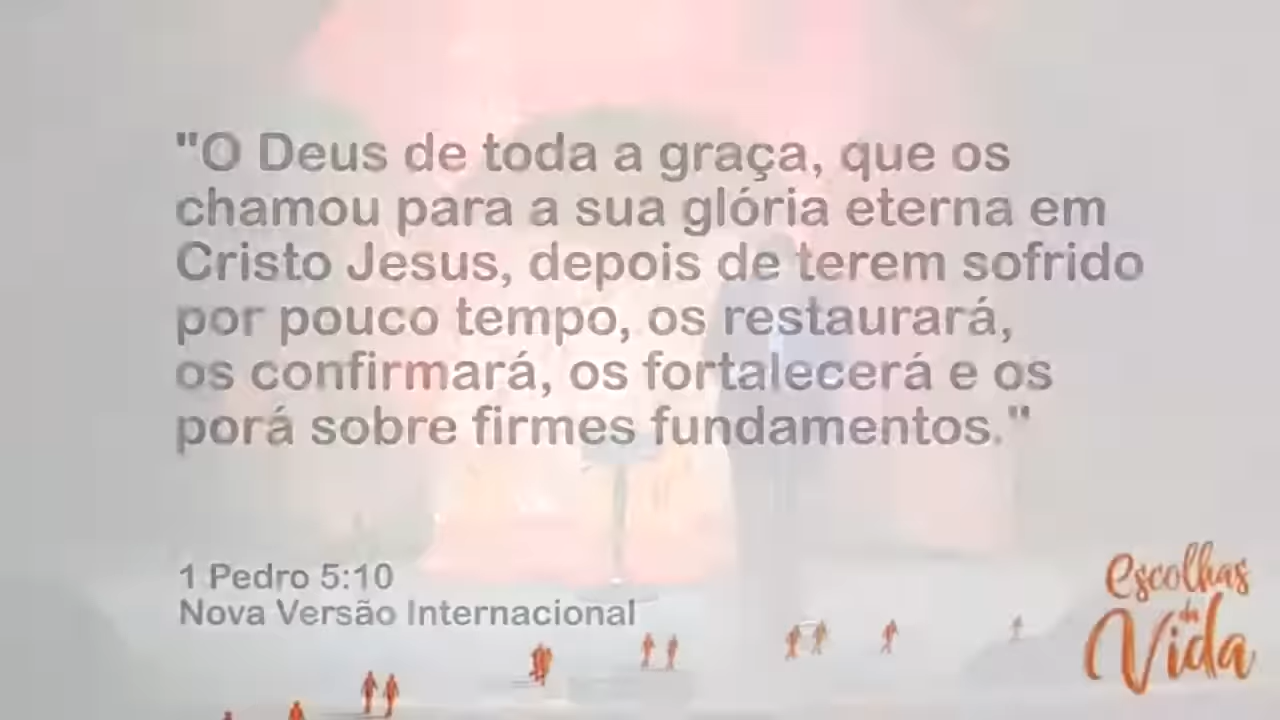 "O Deus de toda a graça, que os
chamou para a sua glória eterna em
Cristo Jesus, depois de terem sofrido
por pouco tempo, os restaurará,
os confirmará, os fortalecerá e os
porá sobre firmes fundamentos."
1 Pedro 5:10
Nova Versão Internacional
Escolhas
da
Vida